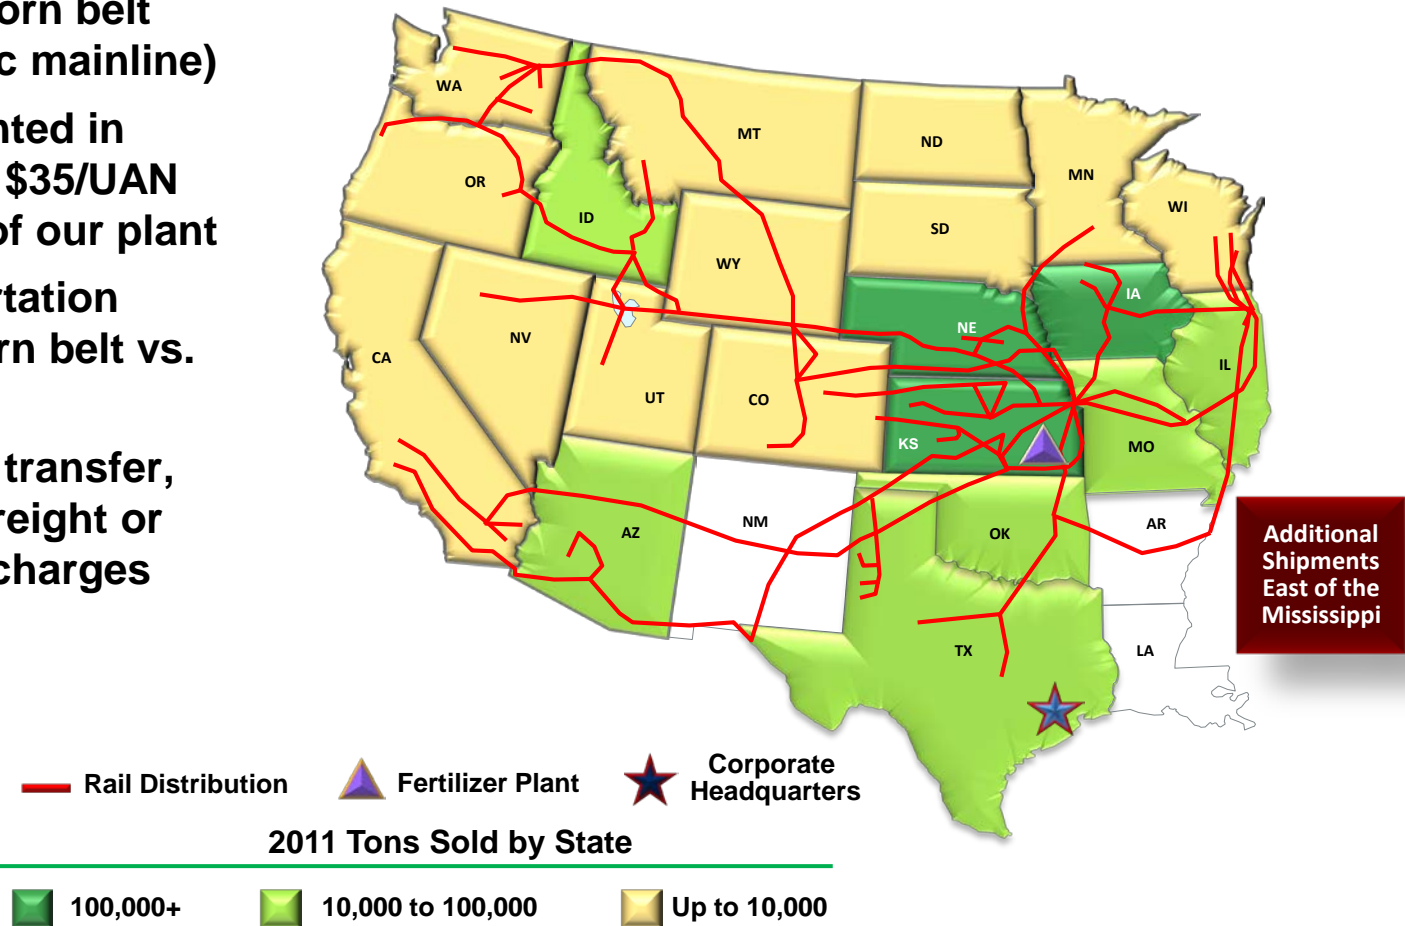 orn belt
c mainline)
nted in
$35/UAN
of our plant
rtation
rn belt vs.
transfer,
reight or
charges
WA
MT
ND
MN
OR
ID
SD
WI
WY
IA
NE
NV
CA
IL
UT
CO
KS
MO
NM
AZ
OK
AR
TX
LA
Additional
Shipments
East of the
Mississippi
Rail Distribution
Fertilizer Plant
Corporate
Headquarters
2011 Tons Sold by State
100,000+
10,000 to 100,000
Up to 10,000